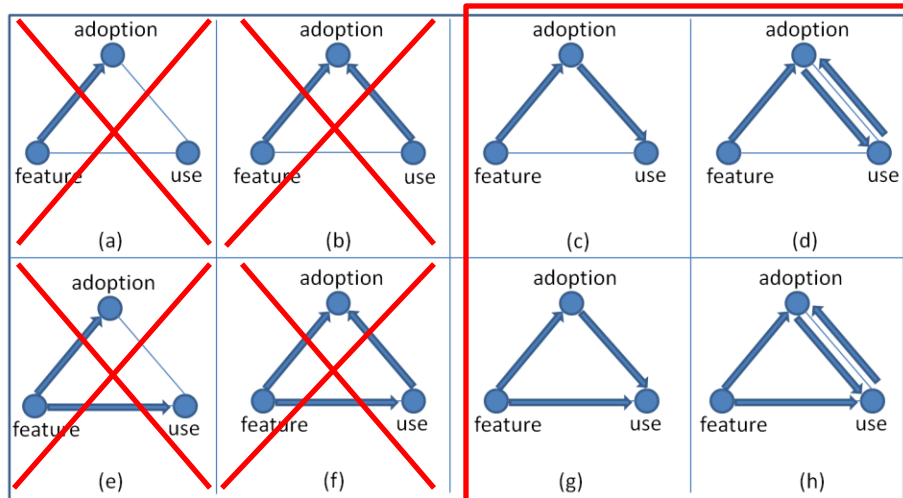 adoption adoption adoption adoption
feature use feature use feature use feature use
(a) (b) (c) (d)
adoption adoption adoption adoption
feature use feature use feature use feature use
(e) (f) (g) (h)